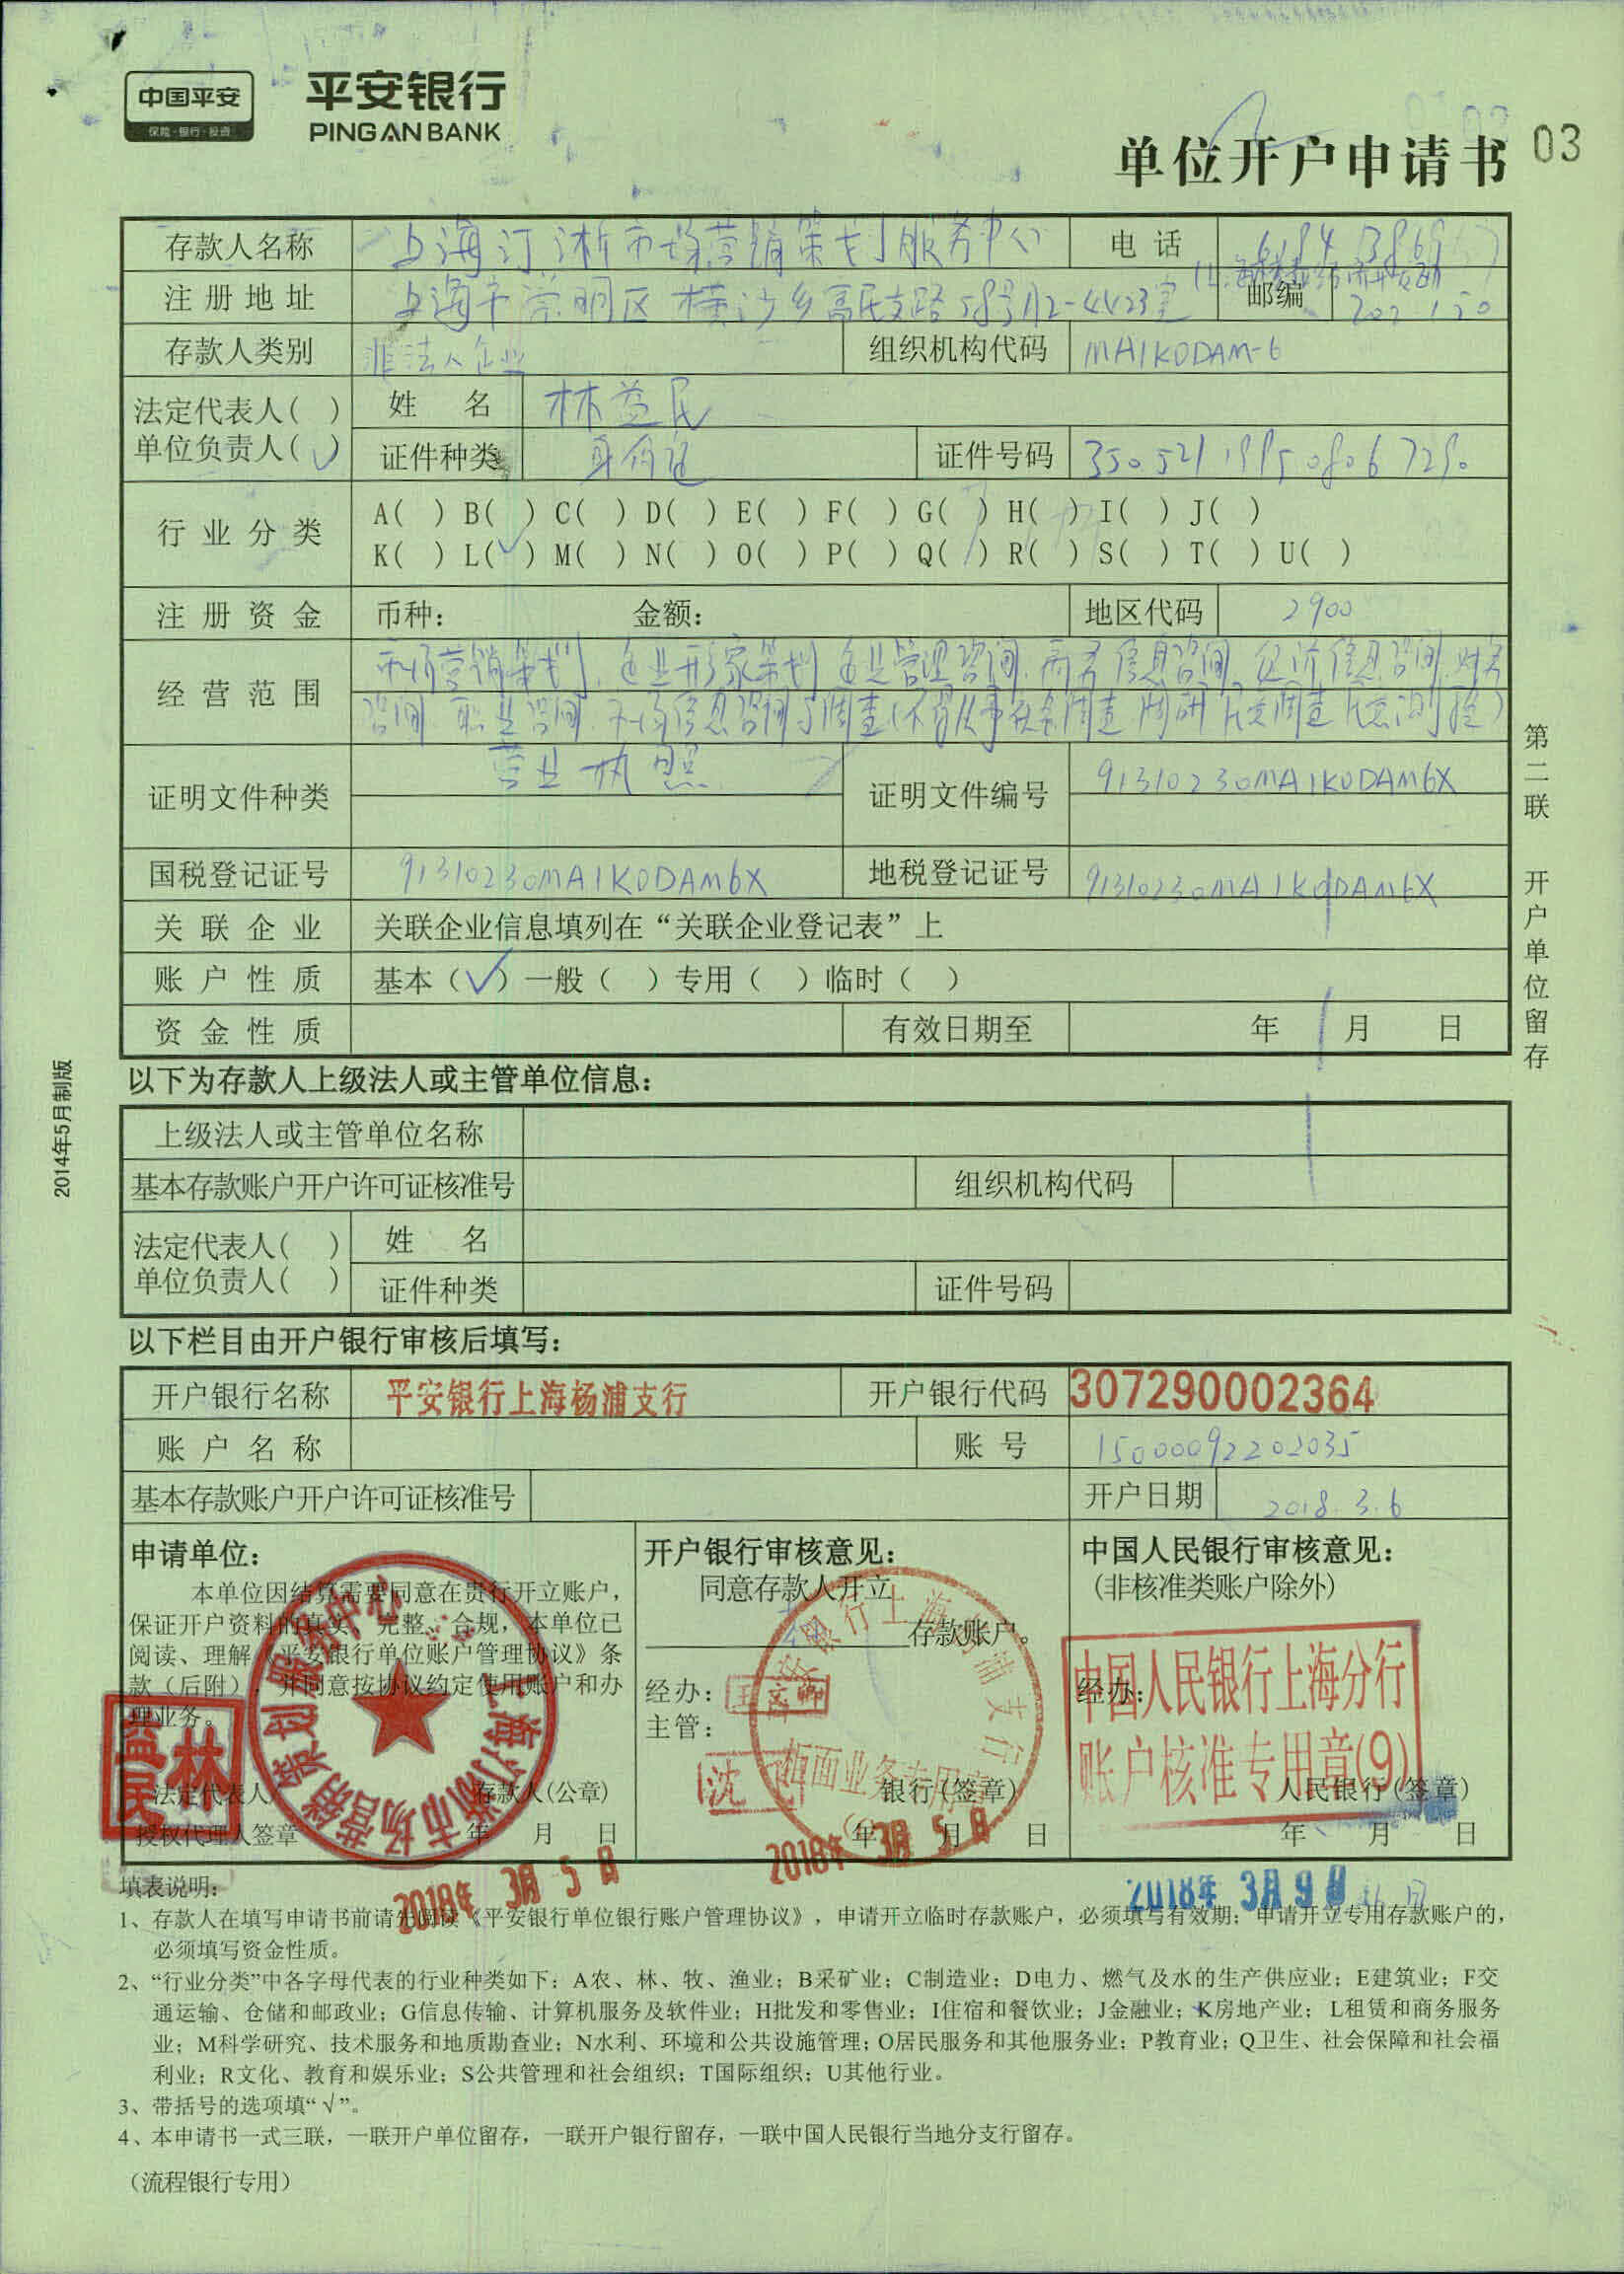 中国平安
保险·银行·投资
平安银行
PINGAN BANK
单位开户申请书 03
存款人名称 上海汀淅市场营销策划服务中心 电话
注册地址 上海市崇明区横沙乡富民支路58号A2-4423室 邮编 202150
存款人类别 非法人企业 组织机构代码 MA1K0DAM-6
法定代表人( ) 姓名 林益民
单位负责人(√) 证件种类 身份证 证件号码
行业分类 A( ) B( ) C( ) D( ) E( ) F( ) G( ) H( ) I( ) J( )
K( ) L(√) M( ) N( ) O( ) P( ) Q( ) R( ) S( ) T( ) U( )
注册资金 币种: 金额: 地区代码 2900
经营范围 市场营销策划,企业形象策划,企业管理咨询,商务信息咨询,经济信息咨询,财务
咨询,职业咨询,市场信息咨询与调查(不得从事社会调查、调研、民意调查、民意测验)
证明文件种类 营业执照 证明文件编号 91310230MA1K0DAM6X
国税登记证号 91310230MA1K0DAM6X 地税登记证号 91310230MA1K0DAM6X
关联企业 关联企业信息填列在“关联企业登记表”上
账户性质 基本(√)一般( )专用( )临时( )
资金性质 有效日期至 年 月 日
以下为存款人上级法人或主管单位信息:
上级法人或主管单位名称
基本存款账户开户许可证核准号 组织机构代码
法定代表人( ) 姓名
单位负责人( ) 证件种类 证件号码
以下栏目由开户银行审核后填写:
开户银行名称 平安银行上海杨浦支行 开户银行代码 307290002364
账户名称 账号 15000092202035
基本存款账户开户许可证核准号 开户日期 2018.3.6
申请单位:
本单位因结算需要同意在贵行开立账户,
保证开户资料的真实、完整、合规,本单位已
阅读、理解《平安银行单位账户管理协议》条
款(后附),并同意按协议约定使用账户和办
理业务。
法定代表人/ 存款人(公章)
授权代理人签章 年 月 日
林益民
上海汀淅市场营销策划服务中心
2018年3月5日
开户银行审核意见:
同意存款人开立
存款账户。
经办:
主管:
沈
平安银行上海杨浦支行
柜面业务专用章
银行(签章)
年 月 日
2018年3月5日
中国人民银行审核意见:
(非核准类账户除外)
经办:
中国人民银行上海分行
账户核准专用章(9)
人民银行(签章)
年 月 日
2018年3月9日
填表说明:
1、存款人在填写申请书前请先阅读《平安银行单位银行账户管理协议》,申请开立临时存款账户,必须填写有效期;申请开立专用存款账户的,
必须填写资金性质。
2、“行业分类”中各字母代表的行业种类如下:A农、林、牧、渔业;B采矿业;C制造业;D电力、燃气及水的生产供应业;E建筑业;F交
通运输、仓储和邮政业;G信息传输、计算机服务及软件业;H批发和零售业;I住宿和餐饮业;J金融业;K房地产业;L租赁和商务服务
业;M科学研究、技术服务和地质勘查业;N水利、环境和公共设施管理;O居民服务和其他服务业;P教育业;Q卫生、社会保障和社会福
利业;R文化、教育和娱乐业;S公共管理和社会组织;T国际组织;U其他行业。
3、带括号的选项填“√”。
4、本申请书一式三联,一联开户单位留存,一联开户银行留存,一联中国人民银行当地分支行留存。
(流程银行专用)
第二联 开户单位留存
2014年5月制版